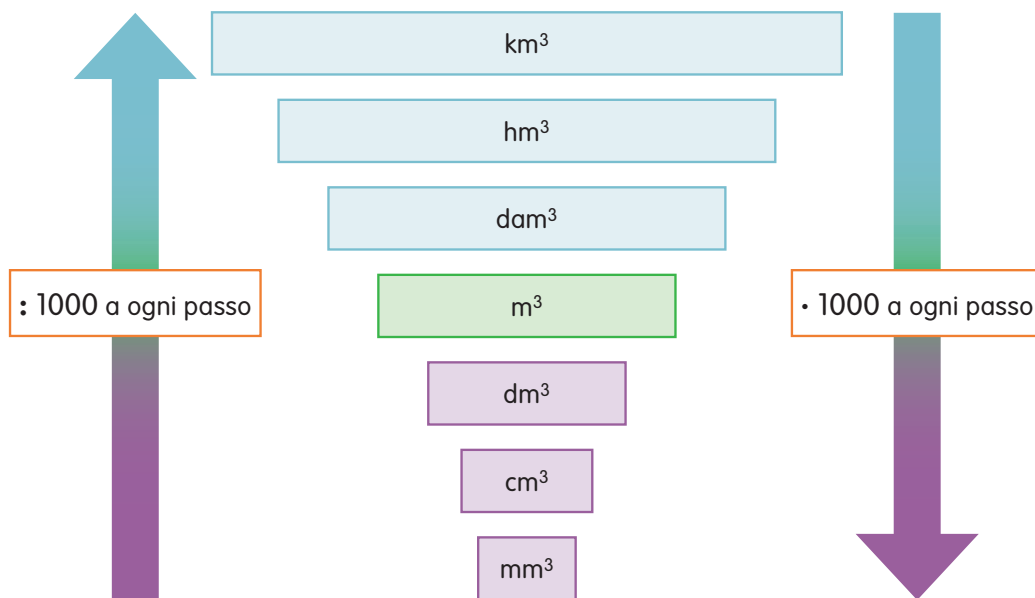 km³
hm³
dam³
: 1000 a ogni passo
m³
· 1000 a ogni passo
dm³
cm³
mm³